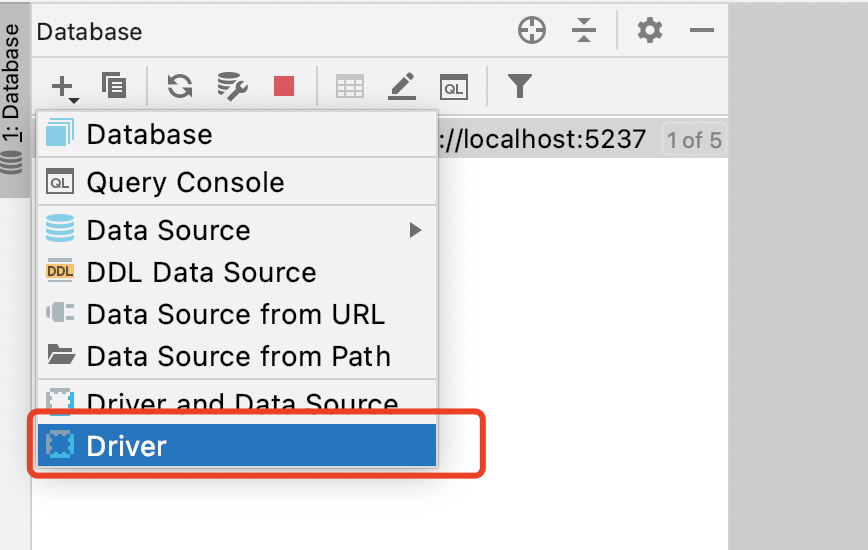 Database
1: Database
Database
://localhost:5237 1 of 5
QL
QL Query Console
Data Source
DDL DDL Data Source
Data Source from URL
Data Source from Path
Driver and Data Source
Driver